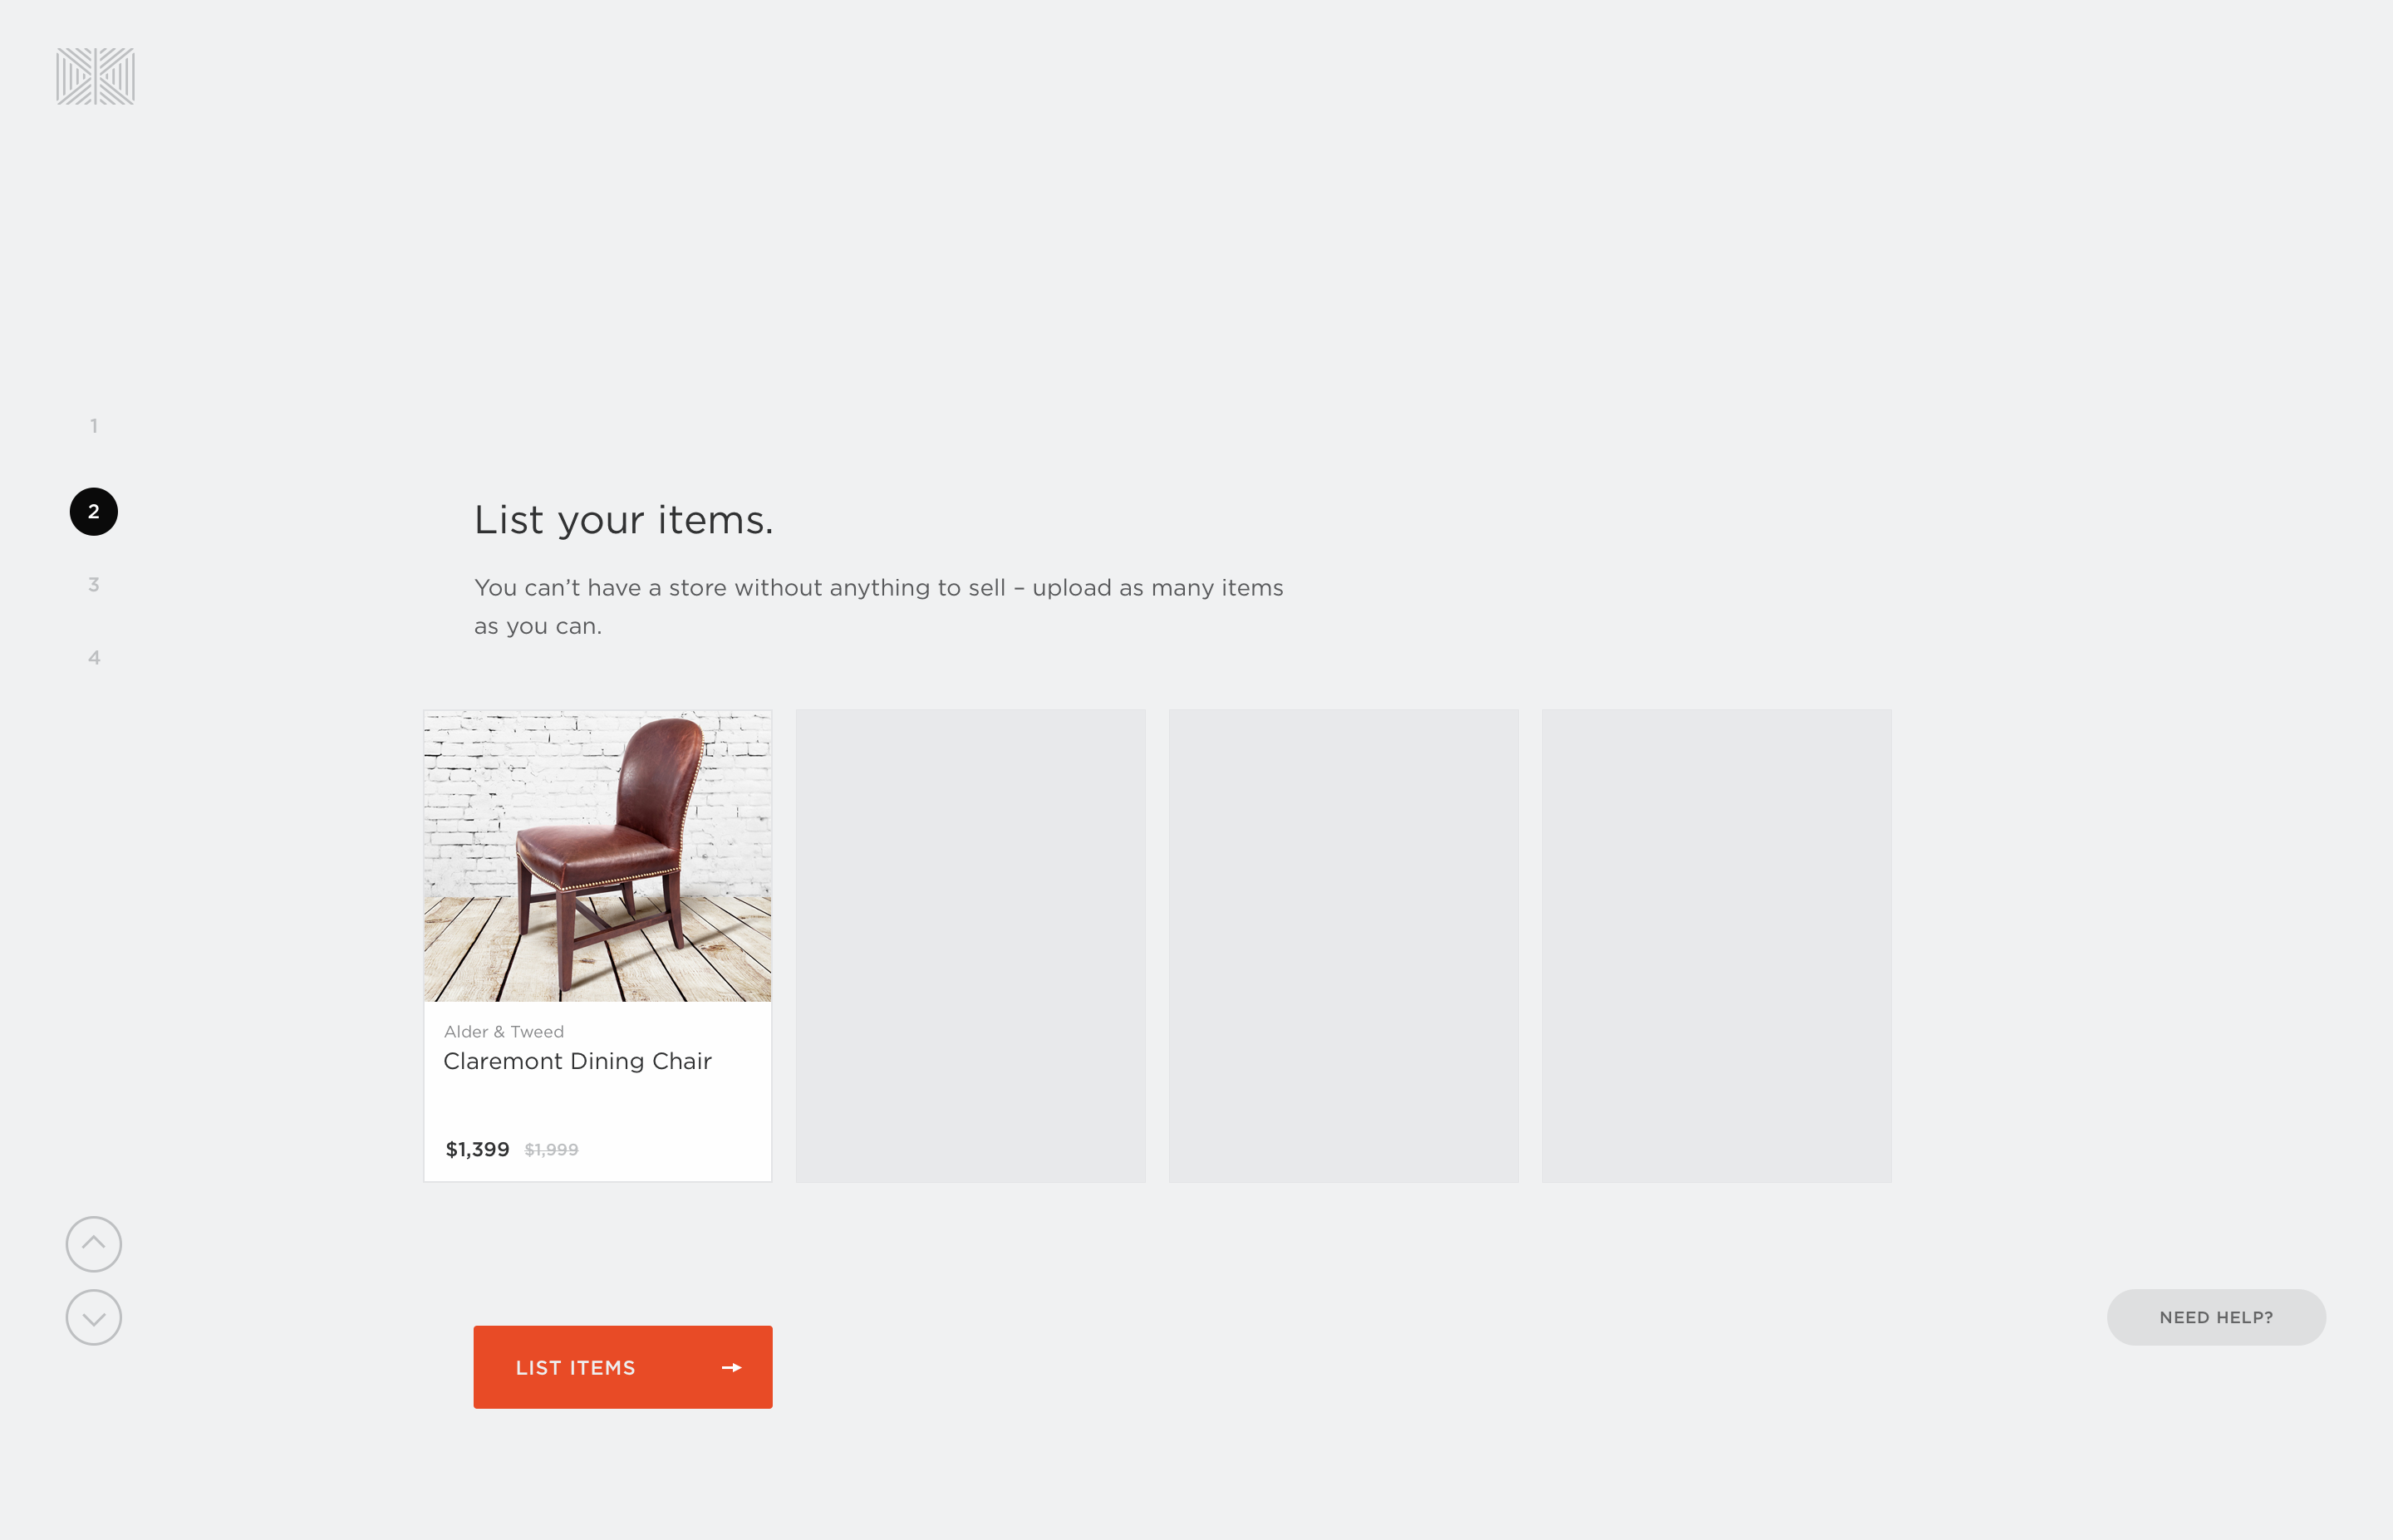 1
2
3
4
List your items.
You can’t have a store without anything to sell – upload as many items
as you can.
Alder & Tweed
Claremont Dining Chair
$1,399 $1,999
LIST ITEMS
NEED HELP?